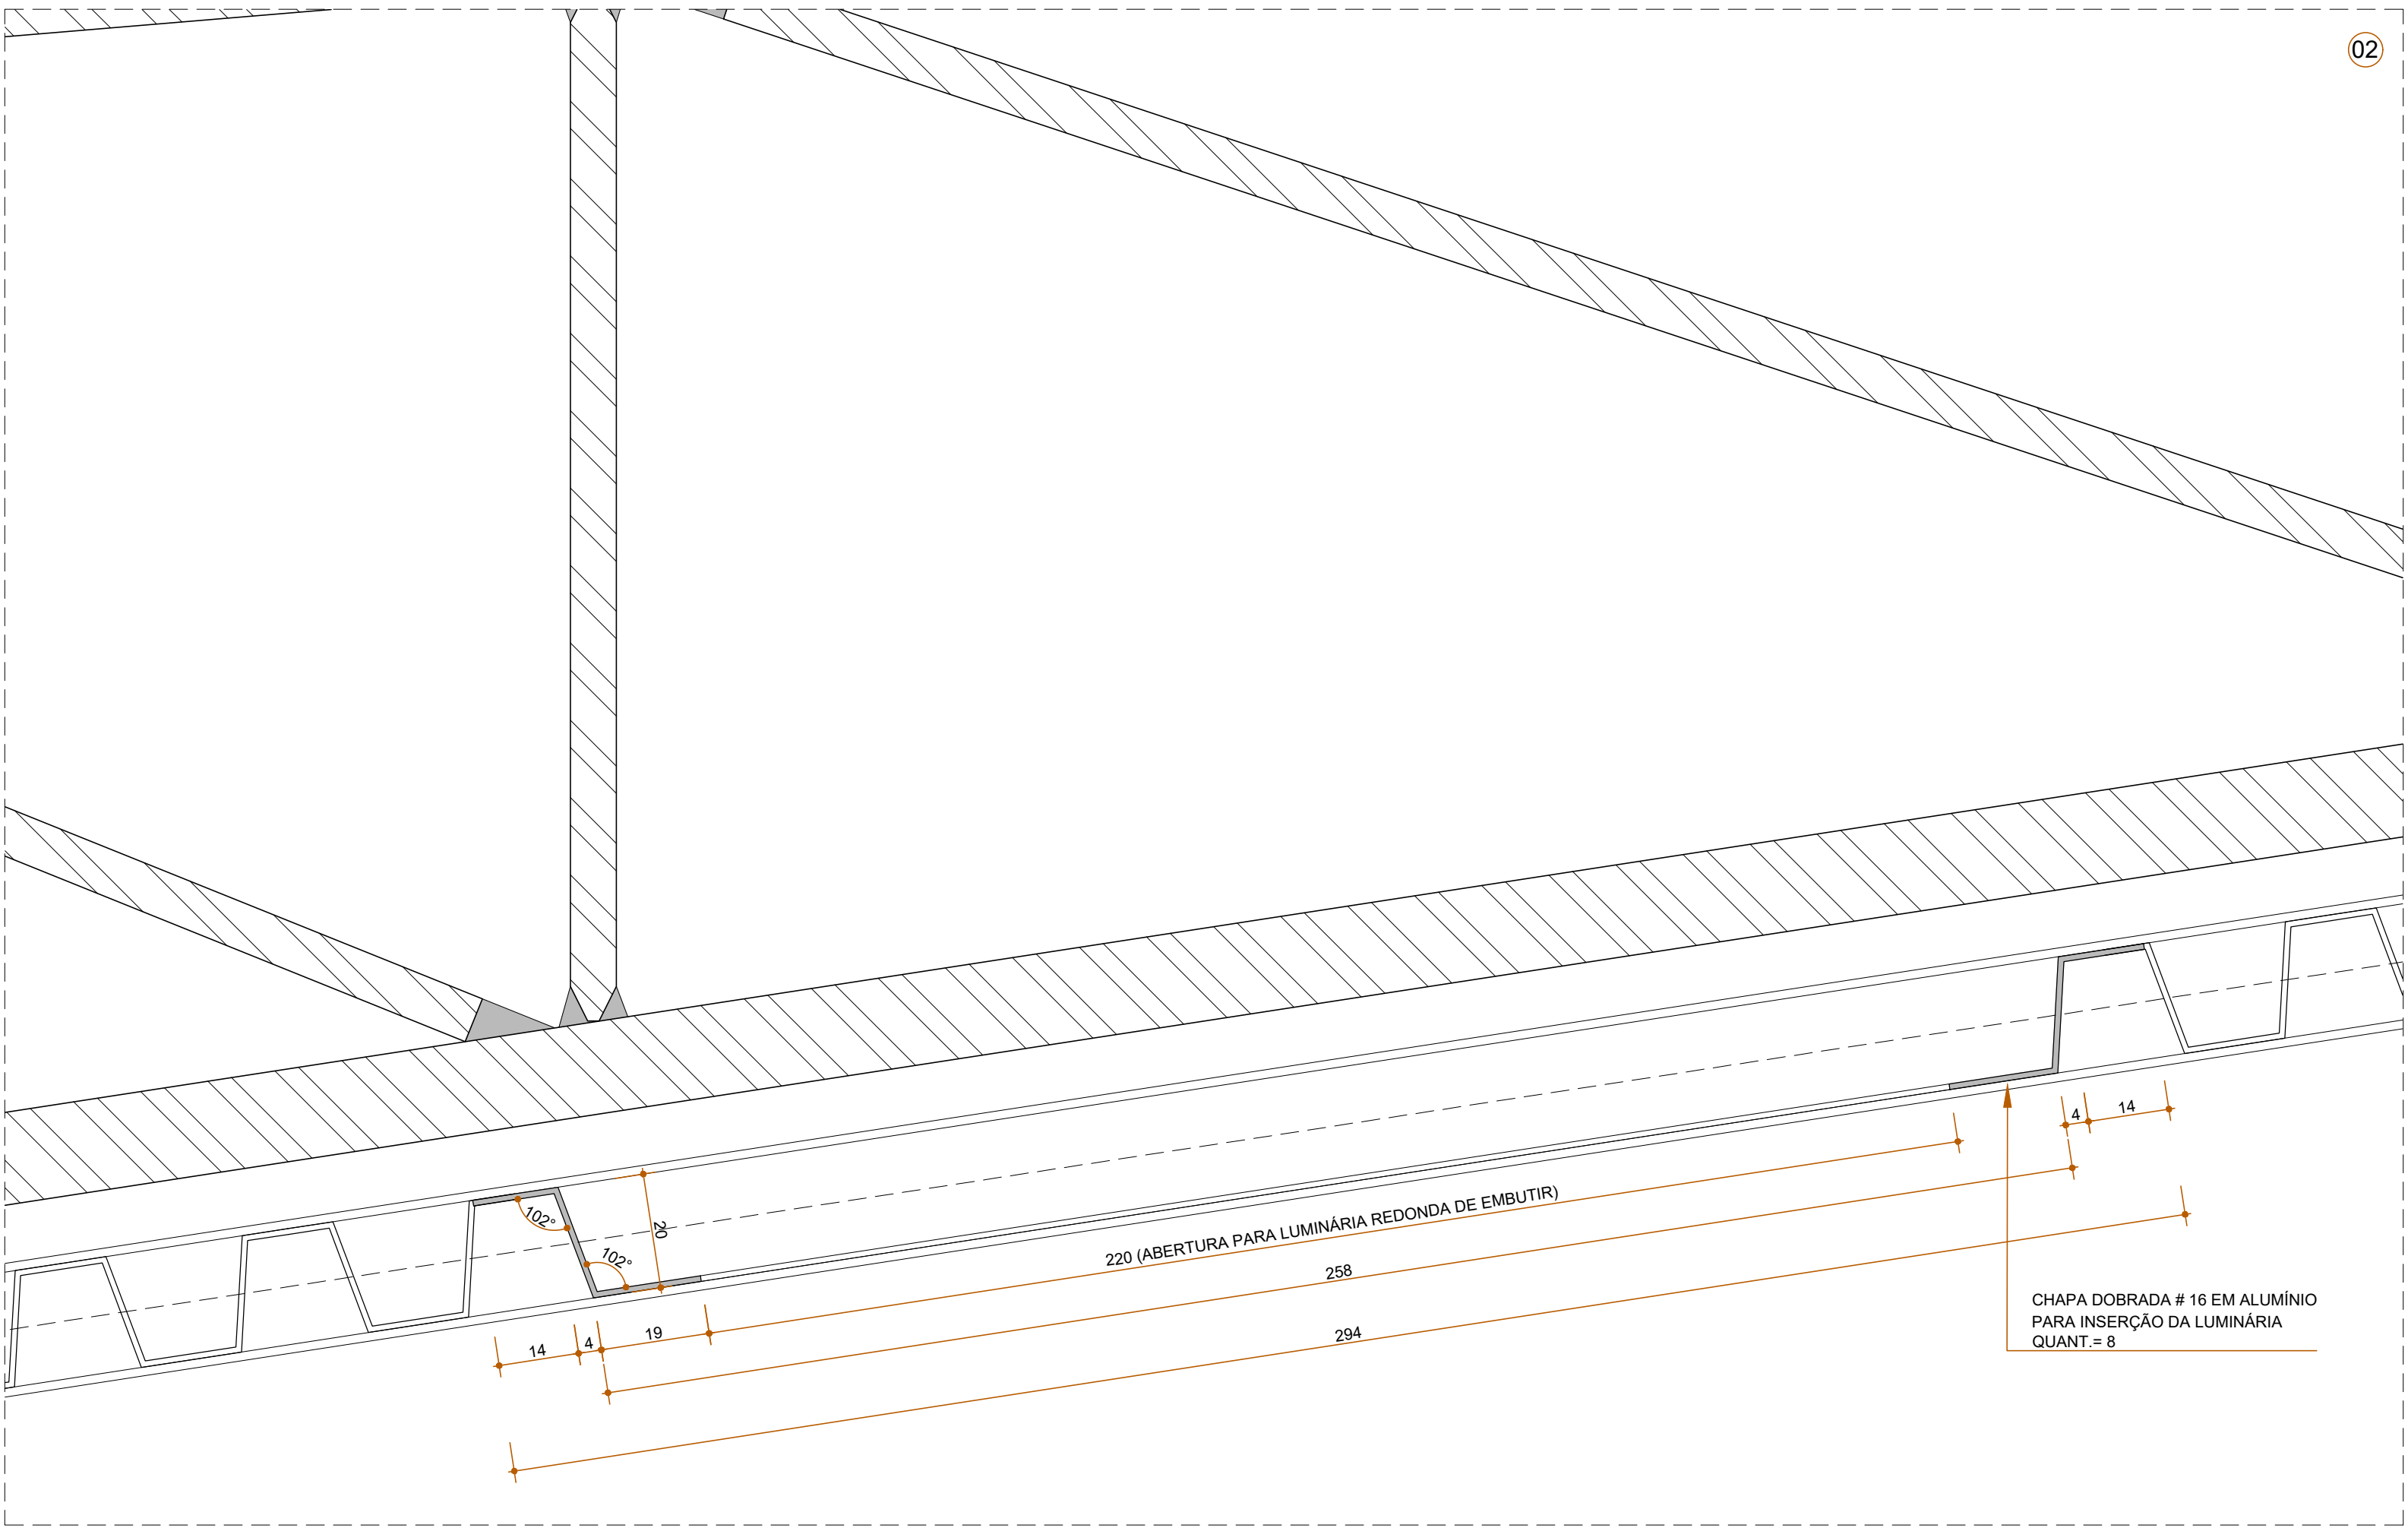 02
102°
102°
20
4
14
220 (ABERTURA PARA LUMINÁRIA REDONDA DE EMBUTIR)
258
294
14
4
19
CHAPA DOBRADA # 16 EM ALUMÍNIO
PARA INSERÇÃO DA LUMINÁRIA
QUANT.= 8